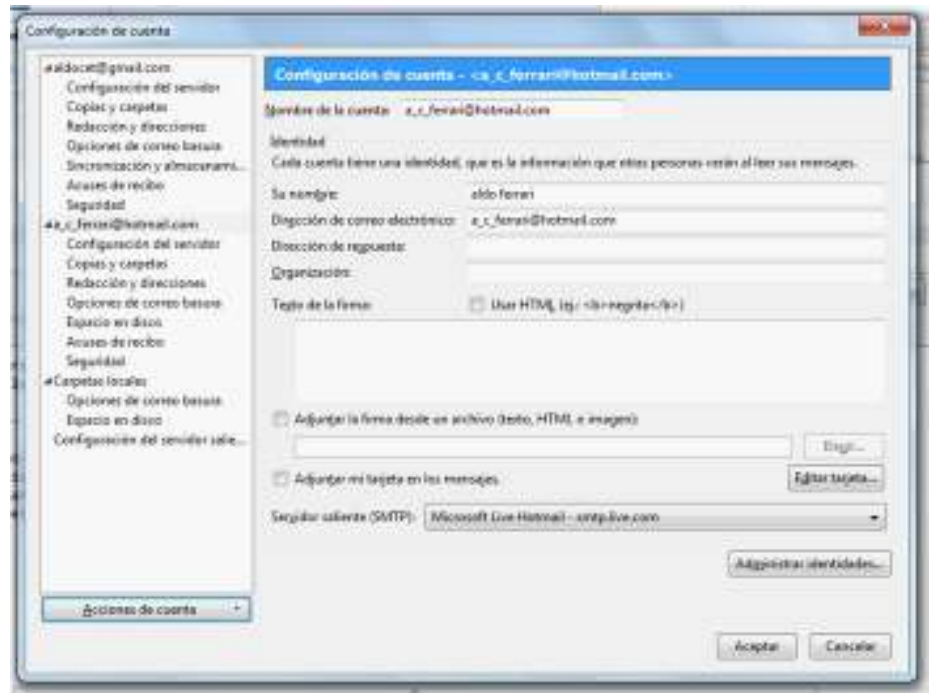 Configuración de cuenta
aldocat@gmail.com
Configuración del servidor
Copias y carpetas
Redacción y direcciones
Opciones de correo basura
Sincronización y almacenami...
Acuses de recibo
Seguridad
a_c_ferrari@hotmail.com
Configuración del servidor
Copias y carpetas
Redacción y direcciones
Opciones de correo basura
Espacio en disco
Acuses de recibo
Seguridad
Carpetas locales
Opciones de correo basura
Espacio en disco
Configuración del servidor salie...
Acciones de cuenta
Configuración de cuenta - <a_c_ferrari@hotmail.com>
Nombre de la cuenta: a_c_ferrari@hotmail.com
Identidad
Cada cuenta tiene una identidad, que es la información que otras personas verán al leer sus mensajes.
Su nombre: aldo ferrari
Dirección de correo electrónico: a_c_ferrari@hotmail.com
Dirección de respuesta:
Organización:
Texto de la firma: Usar HTML (ej.: <b>negrita</b>)
Adjuntar la firma desde un archivo (texto, HTML o imagen):
Elegir...
Adjuntar mi tarjeta en los mensajes. Editar tarjeta...
Servidor saliente (SMTP): Microsoft Live Hotmail - smtp.live.com
Administrar identidades...
Aceptar Cancelar